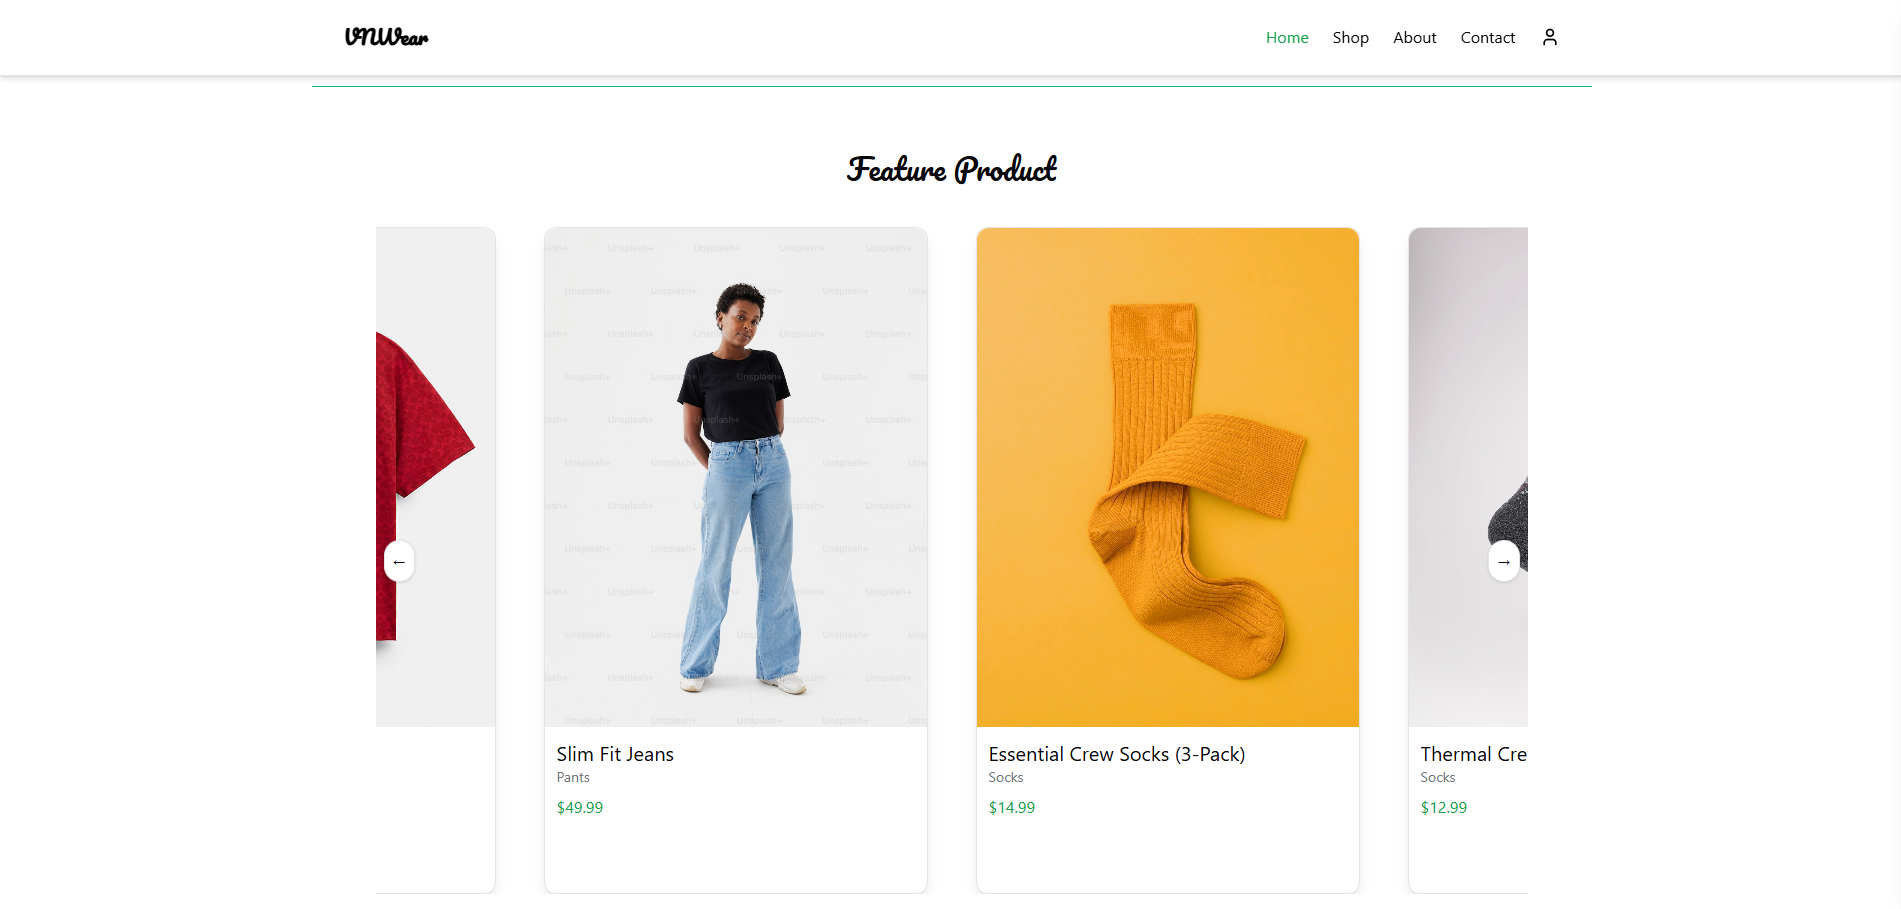 VNWear
Home Shop About Contact
Feature Product
Unsplash+
←
→
Slim Fit Jeans
Pants
$49.99
Essential Crew Socks (3-Pack)
Socks
$14.99
Thermal Cre
Socks
$12.99